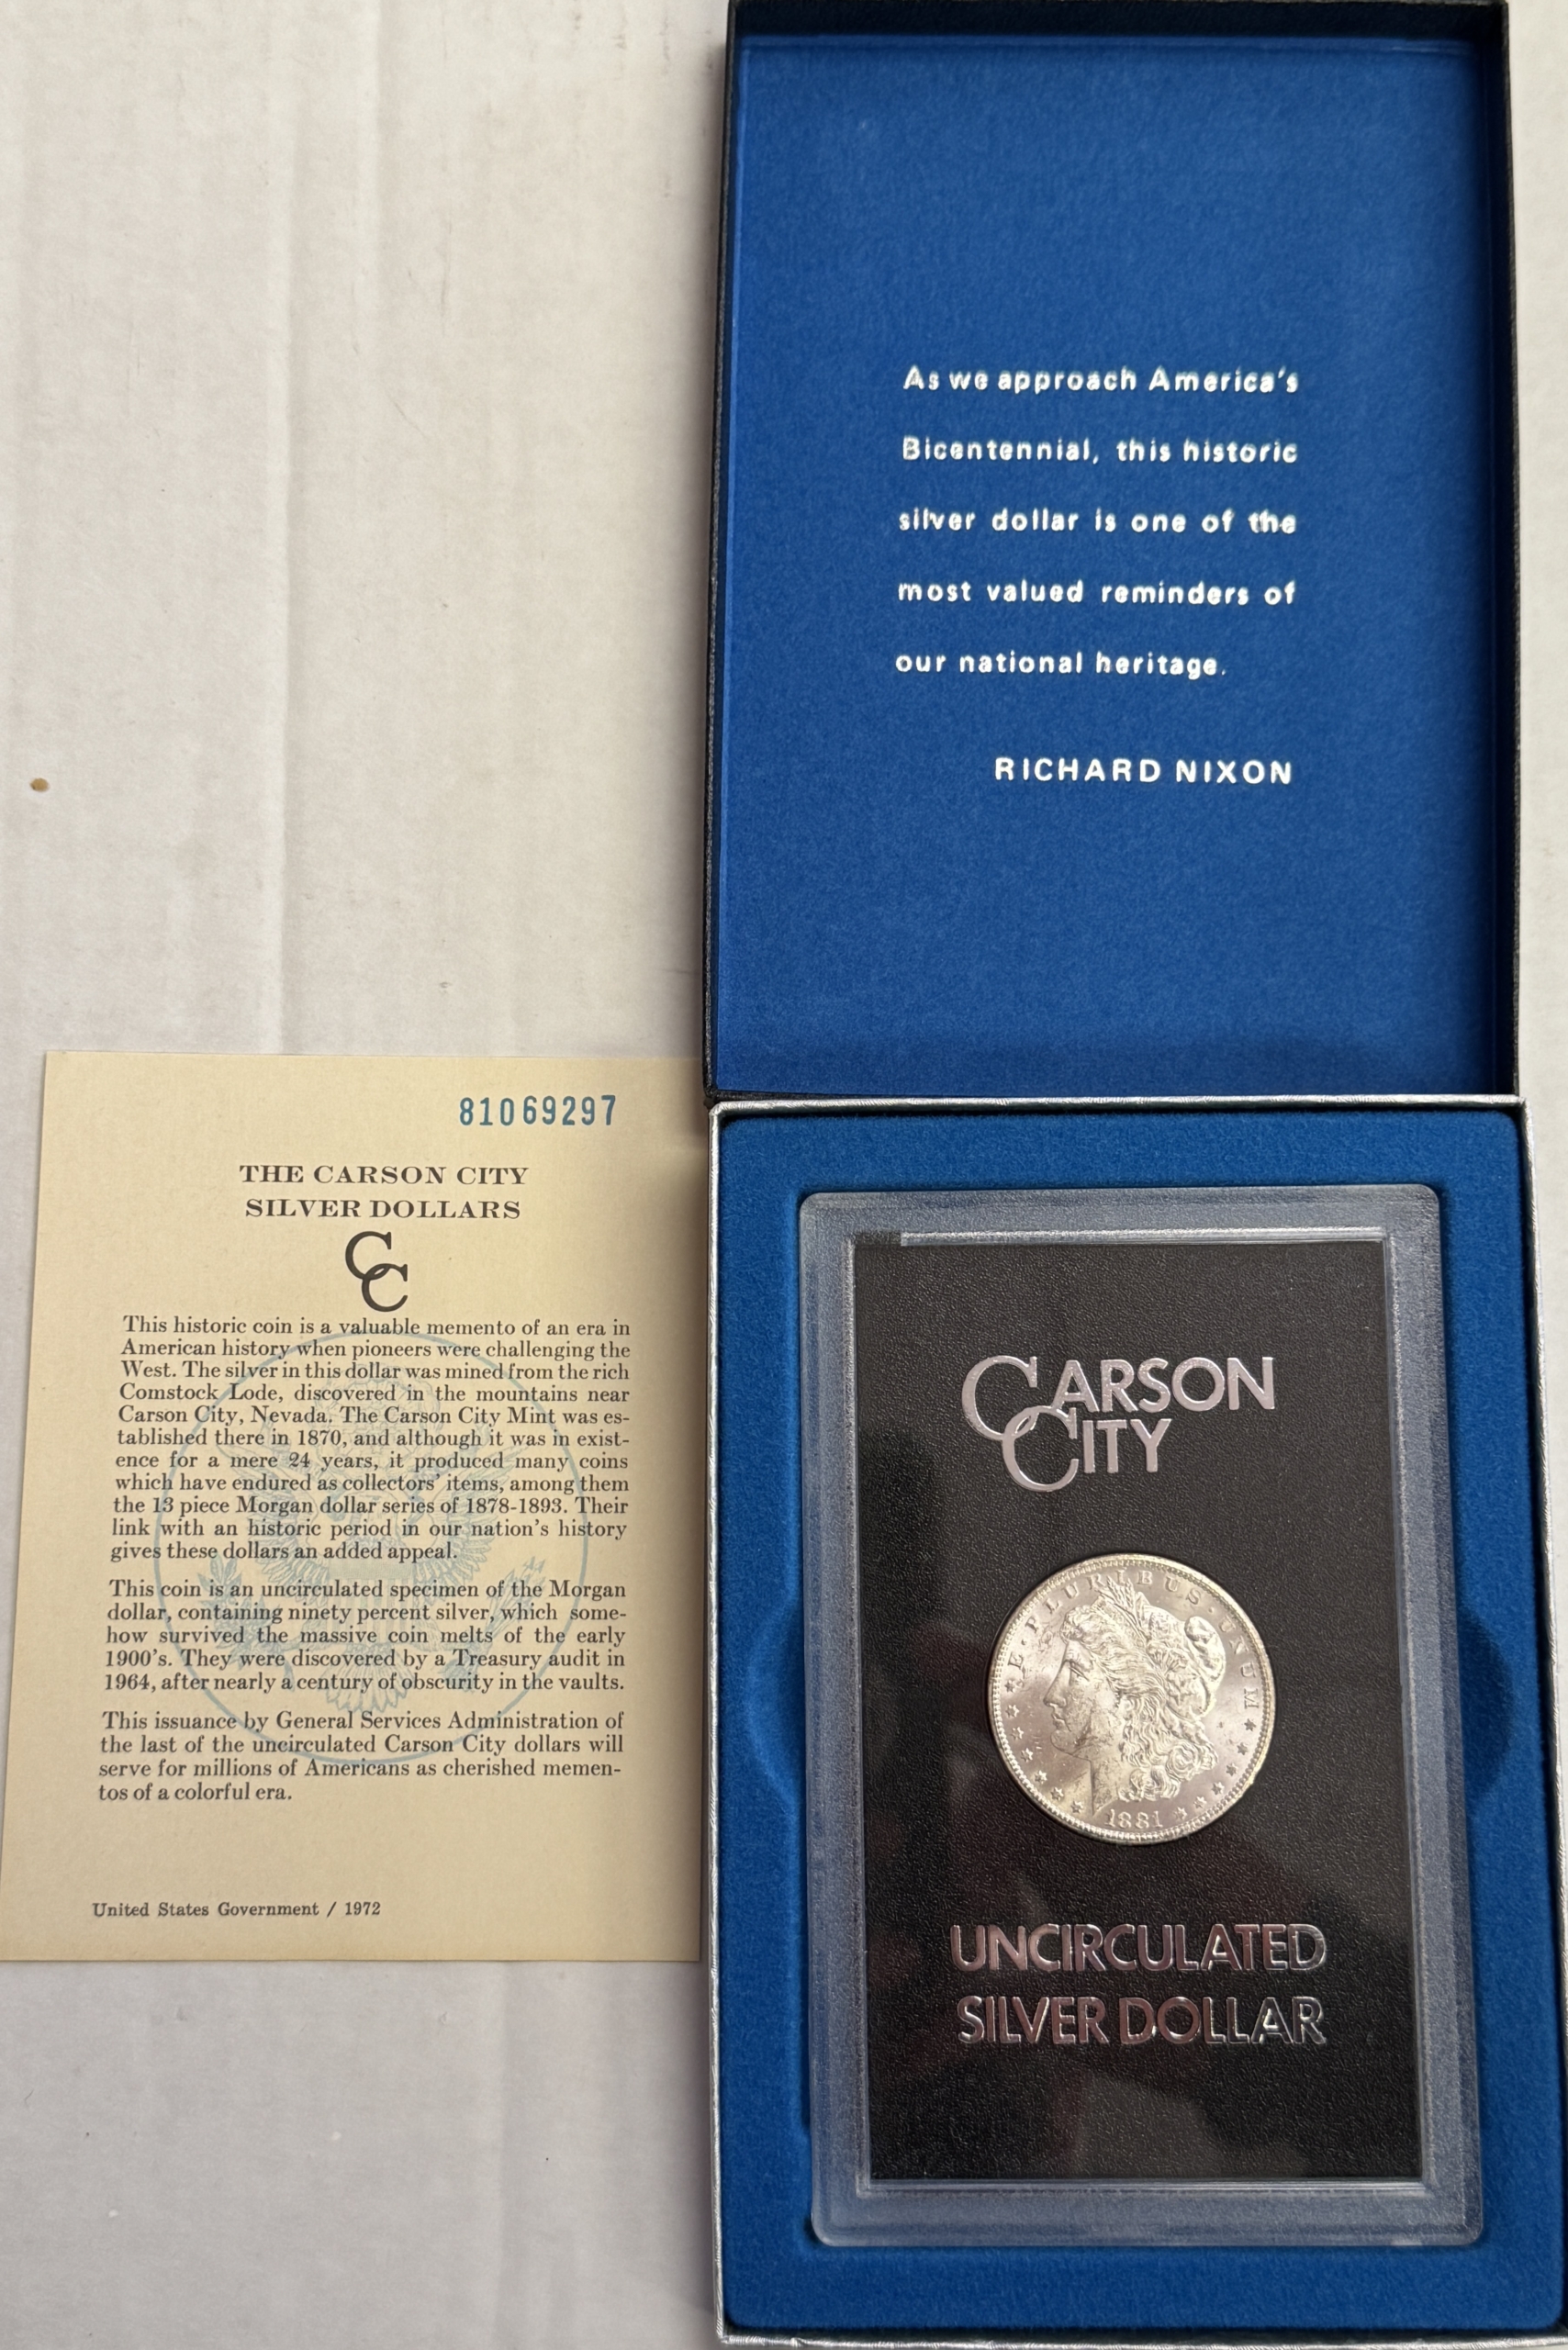 As we approach America's
Bicentennial, this historic
silver dollar is one of the
most valued reminders of
our national heritage.
RICHARD NIXON
81069297
THE CARSON CITY
SILVER DOLLARS
CC
This historic coin is a valuable memento of an era in
American history when pioneers were challenging the
West. The silver in this dollar was mined from the rich
Comstock Lode, discovered in the mountains near
Carson City, Nevada. The Carson City Mint was es-
tablished there in 1870, and although it was in exist-
ence for a mere 24 years, it produced many coins
which have endured as collectors' items, among them
the 13 piece Morgan dollar series of 1878-1893. Their
link with an historic period in our nation's history
gives these dollars an added appeal.
This coin is an uncirculated specimen of the Morgan
dollar, containing ninety percent silver, which some-
how survived the massive coin melts of the early
1900's. They were discovered by a Treasury audit in
1964, after nearly a century of obscurity in the vaults.
This issuance by General Services Administration of
the last of the uncirculated Carson City dollars will
serve for millions of Americans as cherished memen-
tos of a colorful era.
United States Government / 1972
CARSON
CITY
E·PLURIBUS·UNUM
1881
UNCIRCULATED
SILVER DOLLAR